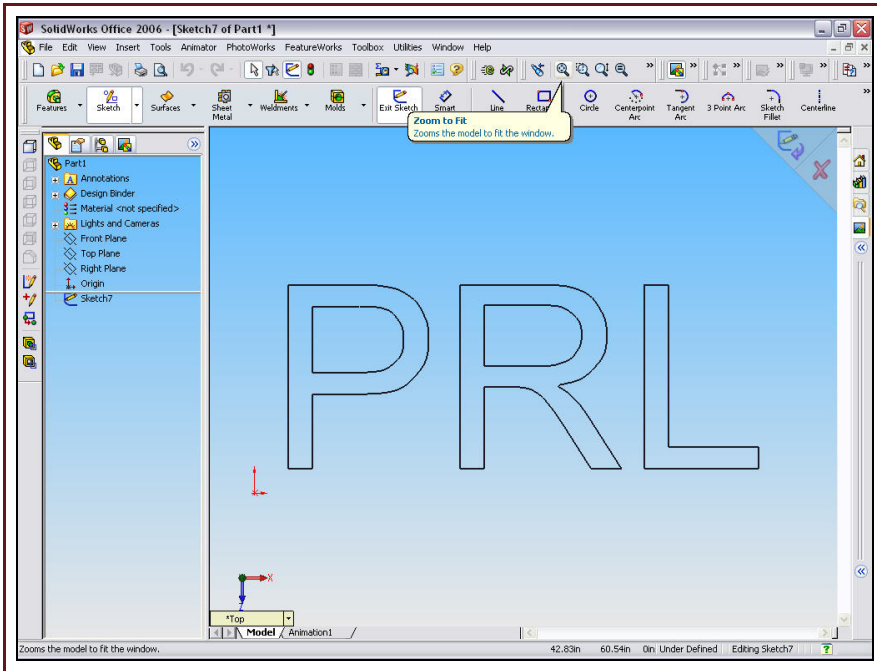 SolidWorks Office 2006 - [Sketch7 of Part1 *]
File Edit View Insert Tools Animator PhotoWorks FeatureWorks Toolbox Utilities Window Help
Features Sketch Surfaces Sheet Metal Weldments Molds Exit Sketch Smart Line Rectan Circle Centerpoint Arc Tangent Arc 3 Point Arc Sketch Fillet Centerline
Zoom to Fit
Zooms the model to fit the window.
Part1
Annotations
Design Binder
Material <not specified>
Lights and Cameras
Front Plane
Top Plane
Right Plane
Origin
Sketch7
PRL
X
*Top
Model Animation1
Zooms the model to fit the window. 42.83in 60.54in 0in Under Defined Editing Sketch7